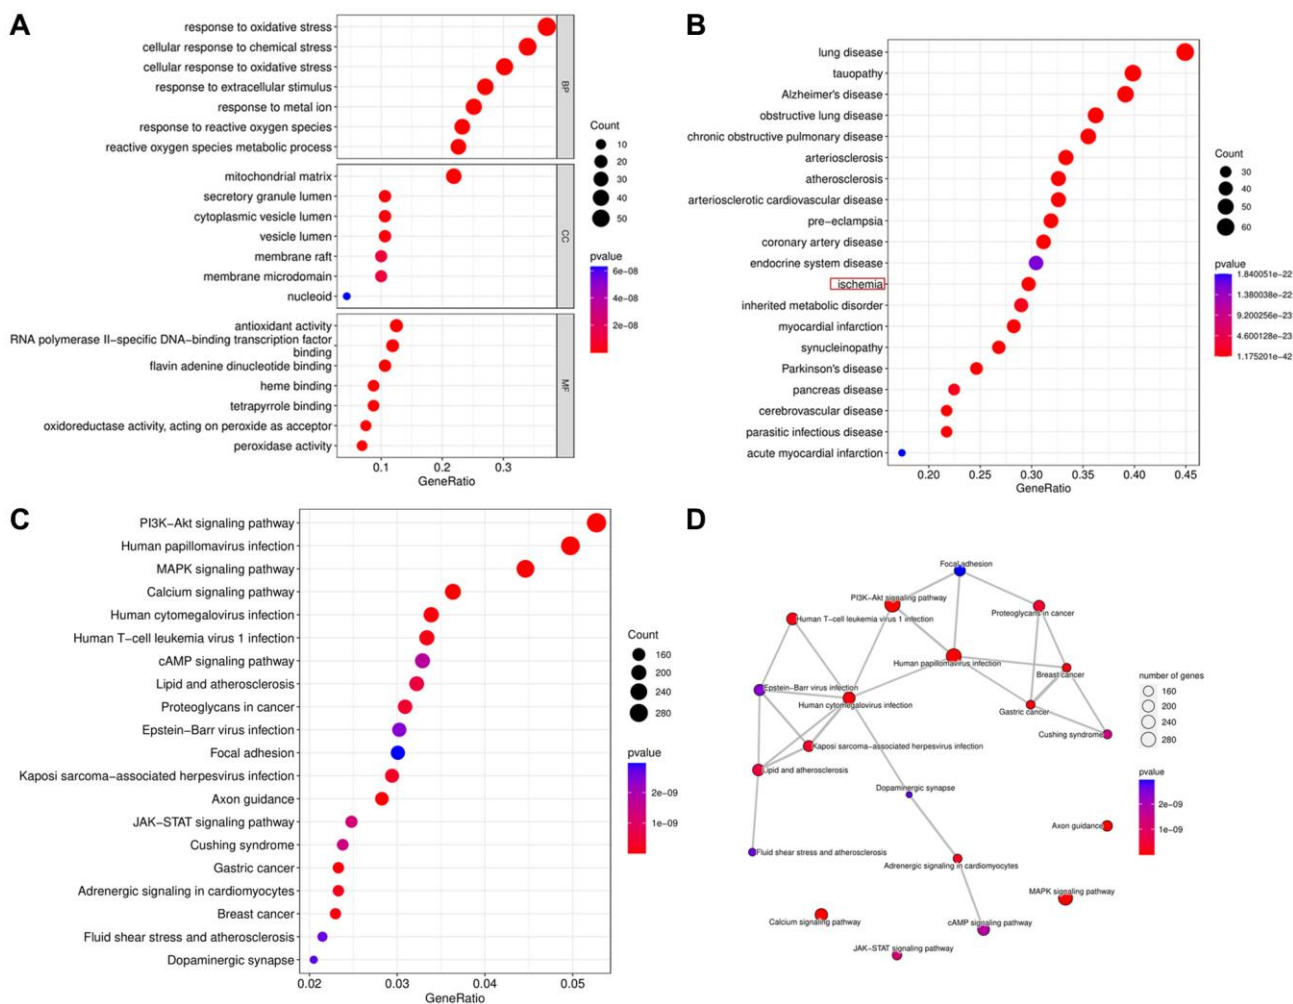 A
response to oxidative stress
cellular response to chemical stress
cellular response to oxidative stress
response to extracellular stimulus
response to metal ion
response to reactive oxygen species
reactive oxygen species metabolic process
BP
mitochondrial matrix
secretory granule lumen
cytoplasmic vesicle lumen
vesicle lumen
membrane raft
membrane microdomain
nucleoid
CC
antioxidant activity
RNA polymerase II−specific DNA−binding transcription factor
binding
flavin adenine dinucleotide binding
heme binding
tetrapyrrole binding
oxidoreductase activity, acting on peroxide as acceptor
peroxidase activity
MF
0.1 0.2 0.3
GeneRatio
Count
10
20
30
40
50
pvalue
6e−08
4e−08
2e−08
B
lung disease
tauopathy
Alzheimer's disease
obstructive lung disease
chronic obstructive pulmonary disease
arteriosclerosis
atherosclerosis
arteriosclerotic cardiovascular disease
pre−eclampsia
coronary artery disease
endocrine system disease
ischemia
inherited metabolic disorder
myocardial infarction
synucleinopathy
Parkinson's disease
pancreas disease
cerebrovascular disease
parasitic infectious disease
acute myocardial infarction
0.20 0.25 0.30 0.35 0.40 0.45
GeneRatio
Count
30
40
50
60
pvalue
1.840051e−22
1.380038e−22
9.200256e−23
4.600128e−23
1.175201e−42
C
PI3K−Akt signaling pathway
Human papillomavirus infection
MAPK signaling pathway
Calcium signaling pathway
Human cytomegalovirus infection
Human T−cell leukemia virus 1 infection
cAMP signaling pathway
Lipid and atherosclerosis
Proteoglycans in cancer
Epstein−Barr virus infection
Focal adhesion
Kaposi sarcoma−associated herpesvirus infection
Axon guidance
JAK−STAT signaling pathway
Cushing syndrome
Gastric cancer
Adrenergic signaling in cardiomyocytes
Breast cancer
Fluid shear stress and atherosclerosis
Dopaminergic synapse
0.02 0.03 0.04 0.05
GeneRatio
Count
160
200
240
280
pvalue
2e−09
1e−09
D
Focal adhesion
PI3K−Akt signaling pathway
Proteoglycans in cancer
Human T−cell leukemia virus 1 infection
Human papillomavirus infection
Breast cancer
Epstein−Barr virus infection
Human cytomegalovirus infection
Gastric cancer
Cushing syndrome
Kaposi sarcoma−associated herpesvirus infection
Lipid and atherosclerosis
Dopaminergic synapse
Axon guidance
Fluid shear stress and atherosclerosis
Adrenergic signaling in cardiomyocytes
MAPK signaling pathway
Calcium signaling pathway
cAMP signaling pathway
JAK−STAT signaling pathway
number of genes
160
200
240
280
pvalue
2e−09
1e−09